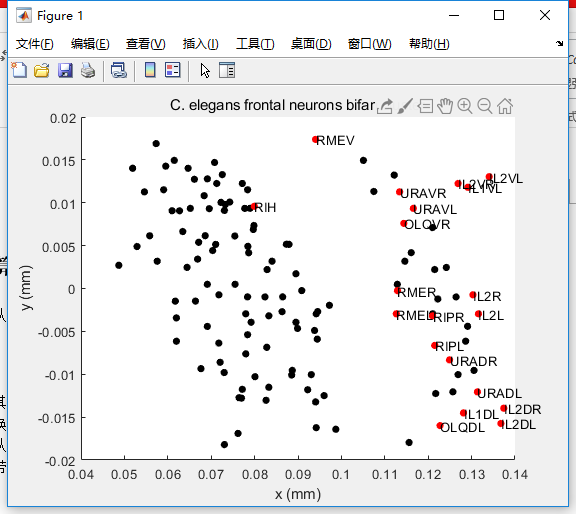 Figure 1
文件(F) 编辑(E) 查看(V) 插入(I) 工具(T) 桌面(D) 窗口(W) 帮助(H)
C. elegans frontal neurons bifar
0.02
0.015
0.01
0.005
0
-0.005
-0.01
-0.015
-0.02
y (mm)
RMEV
IL2VL
IL2VR
IL1VL
URAVR
RIH
URAVL
OLQVR
RMER
IL2R
RMEL
RIPR
IL2L
RIPL
URADR
URADL
IL2DR
IL1DL
IL2DL
OLQDL
0.04 0.05 0.06 0.07 0.08 0.09 0.1 0.11 0.12 0.13 0.14
x (mm)